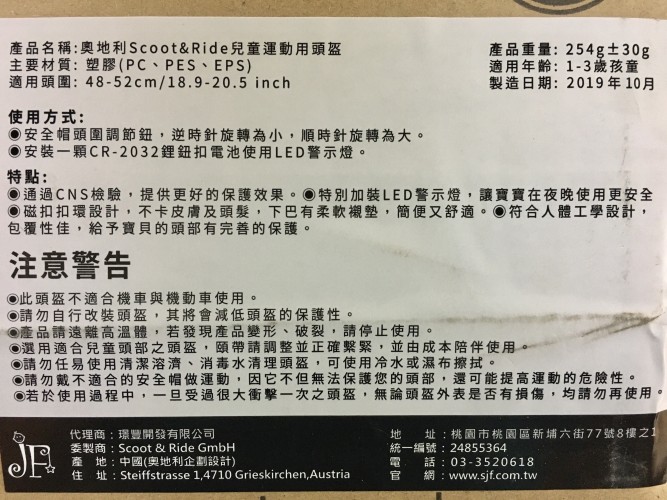 產品名稱:奧地利Scoot&Ride兒童運動用頭盔
產品重量: 254g±30g
主要材質: 塑膠(PC、PES、EPS)
適用年齡: 1-3歲孩童
適用頭圍: 48-52cm/18.9-20.5 inch
製造日期: 2019年10月
使用方式:
◉安全帽頭圍調節鈕，逆時針旋轉為小，順時針旋轉為大。
◉安裝一顆CR-2032鋰鈕扣電池使用LED警示燈。
特點:
◉通過CNS檢驗，提供更好的保護效果。◉特別加裝LED警示燈，讓寶寶在夜晚使用更安全
◉磁扣扣環設計，不卡皮膚及頭髮，下巴有柔軟襯墊，簡便又舒適。◉符合人體工學設計，
包覆性佳，給予寶貝的頭部有完善的保護。
注意警告
◉此頭盔不適合機車與機動車使用。
◉請勿自行改裝頭盔，其將會減低頭盔的保護性。
◉產品請遠離高溫體，若發現產品變形、破裂，請停止使用。
◉選用適合兒童頭部之頭盔，頤帶請調整並正確繫緊，並由成本陪伴使用。
◉請勿任易使用清潔溶濟、消毒水清理頭盔，可使用冷水或濕布擦拭。
◉請勿戴不適合的安全帽做運動，因它不但無法保護您的頭部，還可能提高運動的危險性。
◉若於使用過程中，一旦受過很大衝擊一次之頭盔，無論頭盔外表是否有損傷，均請勿再使用。
JF
代理商：環豐開發有限公司
地 址：桃園市桃園區新埔六街77號8樓之1
委製商：Scoot & Ride GmbH
統一編號：24855364
產 地：中國(奧地利企劃設計)
電 話：03-3520618
住 址：Steiffstrasse 1,4710 Grieskirchen,Austria
官 網：www.sjf.com.tw